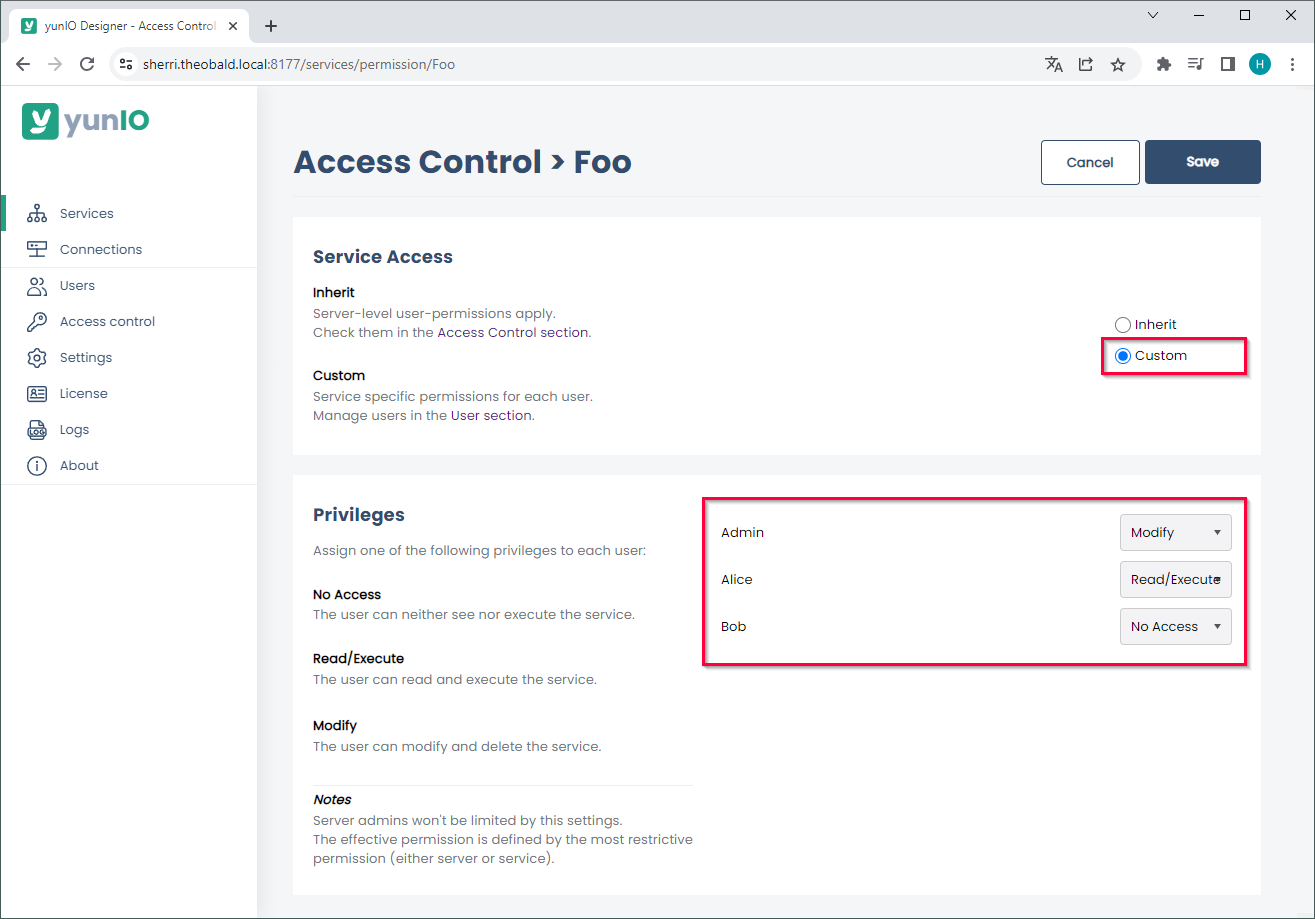 yunIO Designer - Access Control
sherri.theobald.local:8177/services/permission/Foo
H
yunIO
Services
Connections
Users
Access control
Settings
License
LOG
Logs
About
Access Control > Foo
Cancel
Save
Service Access
Inherit
Server-level user-permissions apply.
Check them in the Access Control section.
Custom
Service specific permissions for each user.
Manage users in the User section.
Inherit
Custom
Privileges
Assign one of the following privileges to each user:
No Access
The user can neither see nor execute the service.
Read/Execute
The user can read and execute the service.
Modify
The user can modify and delete the service.
Notes
Server admins won't be limited by this settings.
The effective permission is defined by the most restrictive
permission (either server or service).
Admin
Modify
Alice
Read/Execute
Bob
No Access